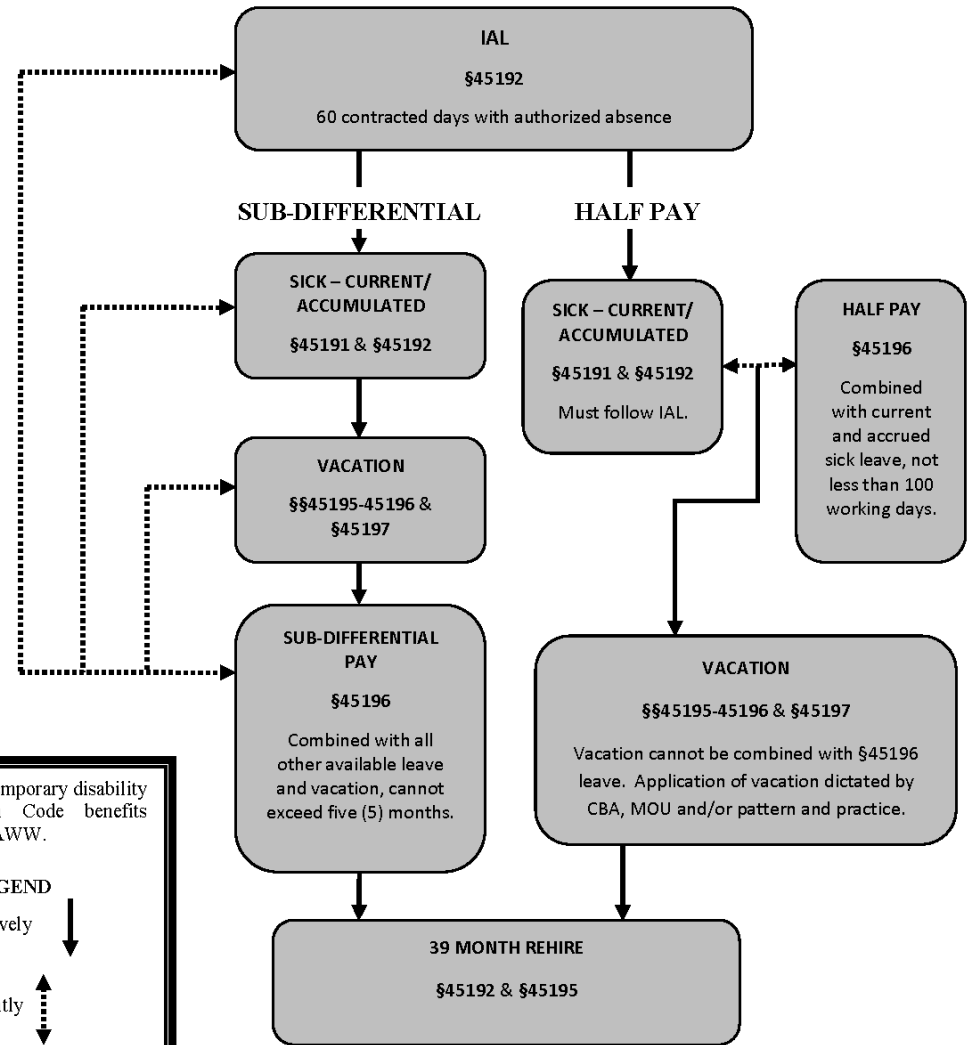 IAL
§45192
60 contracted days with authorized absence
SUB-DIFFERENTIAL
HALF PAY
SICK – CURRENT/
ACCUMULATED
§45191 & §45192
VACATION
§§45195-45196 &
§45197
SUB-DIFFERENTIAL
PAY
§45196
Combined with all
other available leave
and vacation, cannot
exceed five (5) months.
SICK – CURRENT/
ACCUMULATED
§45191 & §45192
Must follow IAL.
HALF PAY
§45196
Combined
with current
and accrued
sick leave, not
less than 100
working days.
VACATION
§§45195-45196 & §45197
Vacation cannot be combined with §45196
leave. Application of vacation dictated by
CBA, MOU and/or pattern and practice.
39 MONTH REHIRE
§45192 & §45195
disability
Code benefits
AWW.